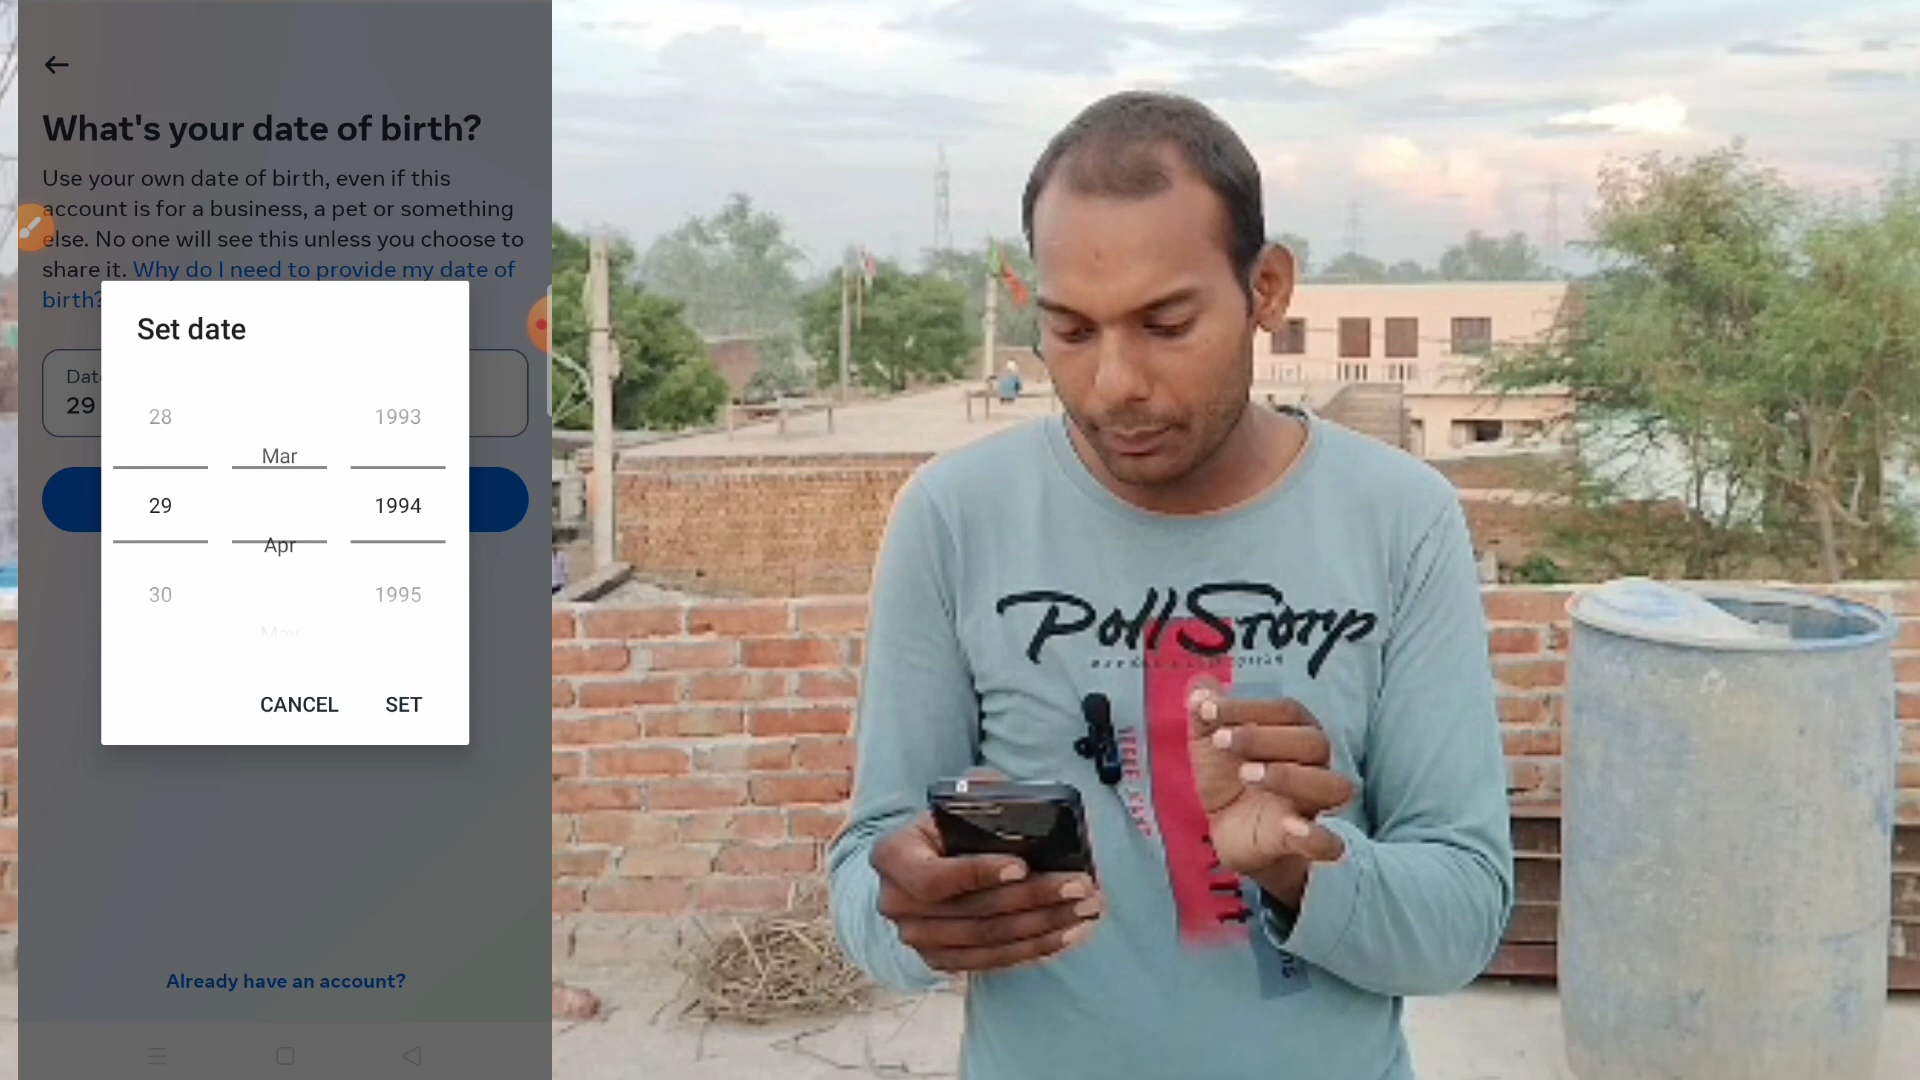 What's your date of birth?
Use your own date of birth, even if this
account is for a business, a pet or something
else. No one will see this unless you choose to
share it. Why do I need to provide my date of
birth?
Set date
29
28 1993
Mar
29 1994
Apr
30 1995
May
CANCEL SET
Already have an account?
Poll Storp